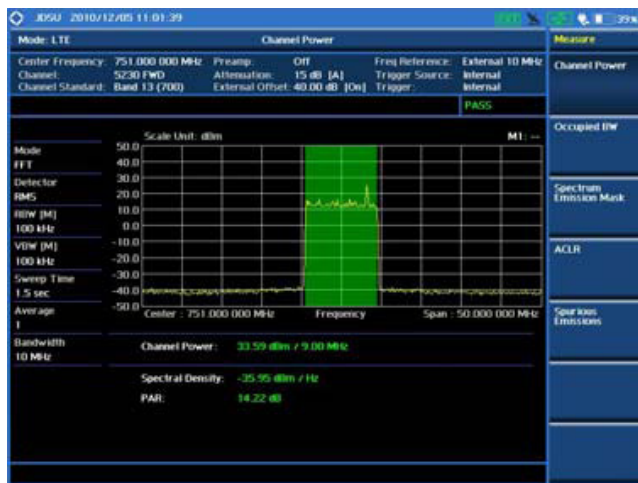 JDSU 2010/12/05 11:01:39
39%
Mode: LTE
Channel Power
Measure
Center Frequency: 751.000 000 MHz
Preamp: Off
Freq Reference: External 10 MHz
Channel: 5230 FWD
Attenuation: 15 dB [A]
Trigger Source: Internal
Channel Standard: Band 13 (700)
External Offset: 40.00 dB [On]
Trigger: Internal
PASS
Channel Power
Occupied BW
Spectrum
Emission Mask
ACLR
Spurious
Emissions
Scale Unit: dBm
M1: --
Mode
FFT
Detector
RMS
RBW [M]
100 kHz
VBW [M]
100 kHz
Sweep Time
1.5 sec
Average
1
Bandwidth
10 MHz
50.0
40.0
30.0
20.0
10.0
0.0
-10.0
-20.0
-30.0
-40.0
-50.0
Center : 751.000 000 MHz
Frequency
Span : 50.000 000 MHz
Channel Power: 33.59 dBm / 9.00 MHz
Spectral Density: -35.95 dBm / Hz
PAR: 14.22 dB